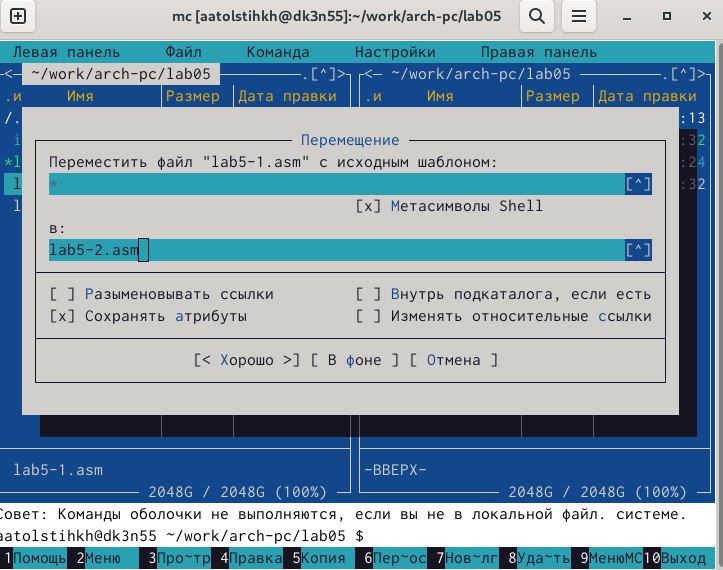 mc [aatolstihkh@dk3n55]:~/work/arch-pc/lab05
Левая панель Файл Команда Настройки Правая панель
<— ~/work/arch-pc/lab05 .[^]> <— ~/work/arch-pc/lab05 .[^]>
.и Имя Размер Дата правки .и Имя Размер Дата правки
/. :13
Перемещение
i :32
Переместить файл "lab5-1.asm" с исходным шаблоном:
*l :24
* [^]
l :32
l [x] Метасимволы Shell
в:
lab5-2.asm [^]
[ ] Разыменовывать ссылки [ ] Внутрь подкаталога, если есть
[x] Сохранять атрибуты [ ] Изменять относительные ссылки
[< Хорошо >] [ В фоне ] [ Отмена ]
lab5-1.asm -ВВЕРХ-
2048G / 2048G (100%) 2048G / 2048G (100%)
Совет: Команды оболочки не выполняются, если вы не в локальной файл. системе.
aatolstihkh@dk3n55 ~/work/arch-pc/lab05 $
1Помощь 2Меню 3Про~тр 4Правка 5Копия 6Пер~ос 7Нов~лг 8Уда~ть 9МенюMC 10Выход